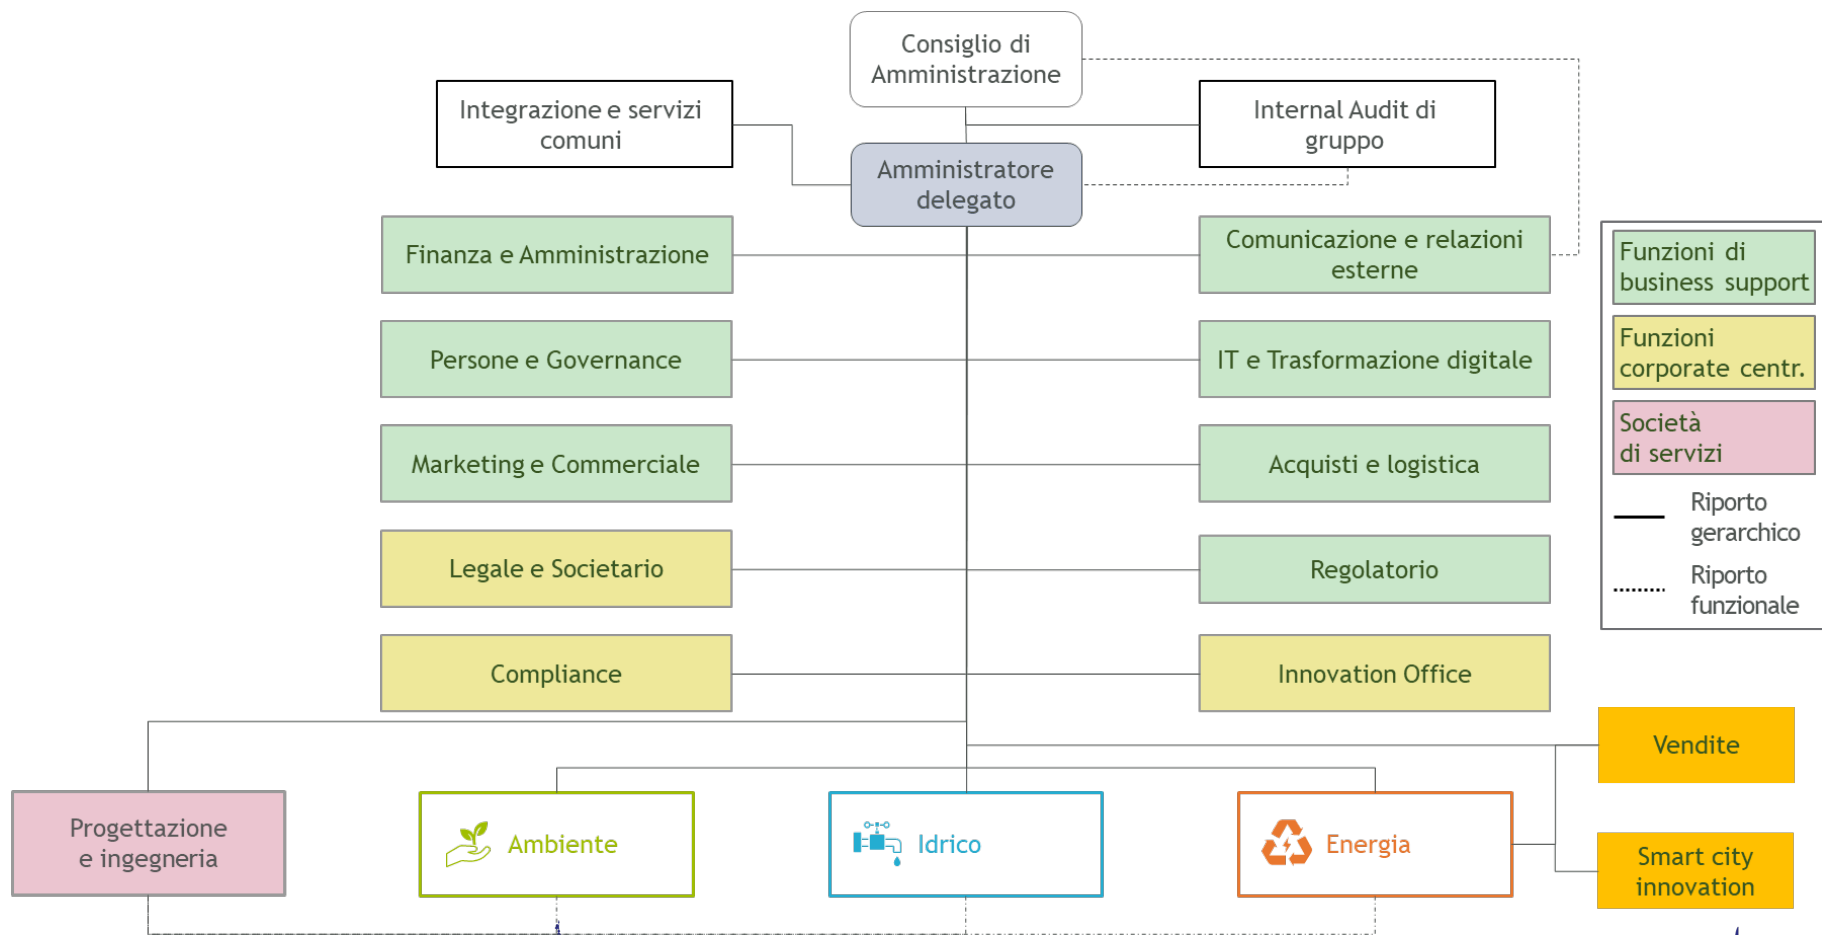 Consiglio di
Amministrazione
Integrazione e servizi
comuni
Internal Audit di
gruppo
Amministratore
delegato
Finanza e Amministrazione
Comunicazione e relazioni
esterne
Persone e Governance
IT e Trasformazione digitale
Marketing e Commerciale
Acquisti e logistica
Legale e Societario
Regolatorio
Compliance
Innovation Office
Funzioni di
business support
Funzioni
corporate centr.
Società
di servizi
Riporto
gerarchico
Riporto
funzionale
Vendite
Progettazione
e ingegneria
Ambiente
Idrico
Energia
Smart city
innovation